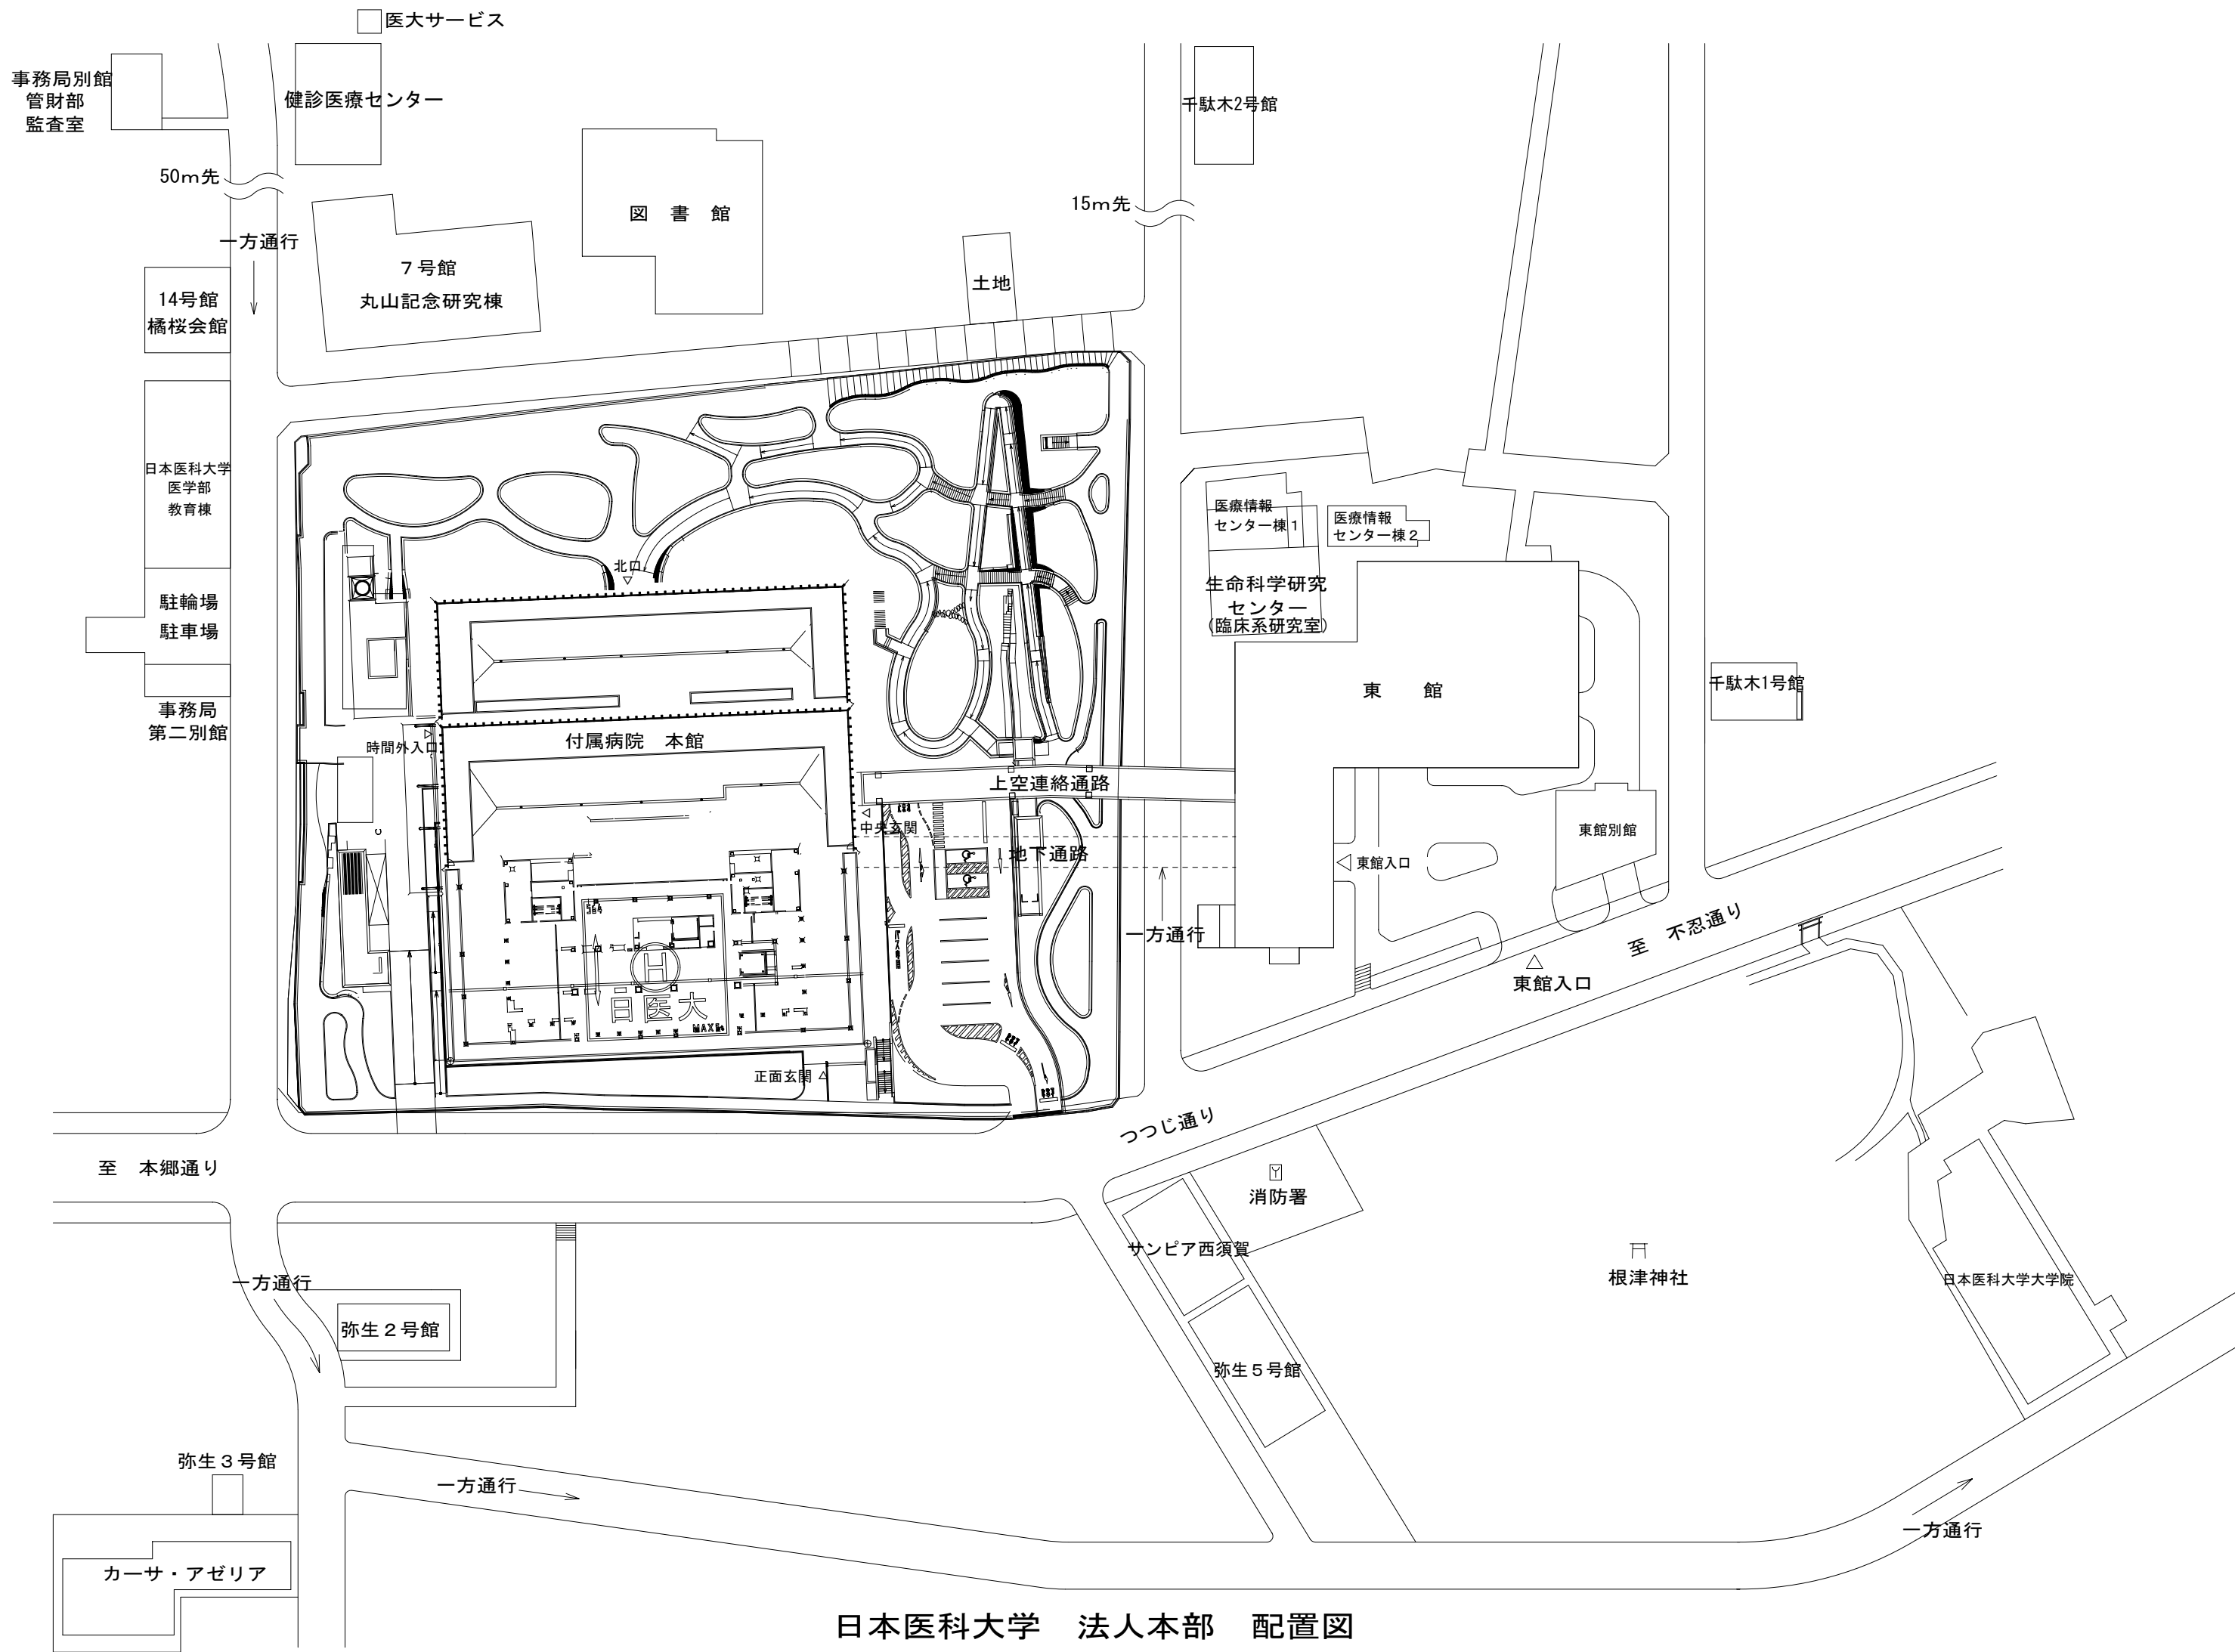 医大サービス
事務局別館
管財部
監査室
健診医療センター
千駄木2号館
50m先
15m先
図 書 館
一方通行
7号館
丸山記念研究棟
土地
14号館
橘桜会館
日本医科大学
医学部
教育棟
医療情報
センター棟1
医療情報
センター棟2
北口
生命科学研究
センター
(臨床系研究室)
駐輪場
駐車場
東 館
千駄木1号館
事務局
第二別館
時間外入口
付属病院 本館
上空連絡通路
中央玄関
東館別館
地下通路
東館入口
一方通行
至 不忍通り
東館入口
H
日医大
正面玄関
つつじ通り
至 本郷通り
消防署
サンピア西須賀
根津神社
日本医科大学大学院
一方通行
弥生2号館
弥生5号館
弥生3号館
一方通行
一方通行
カーサ・アゼリア
日本医科大学 法人本部 配置図